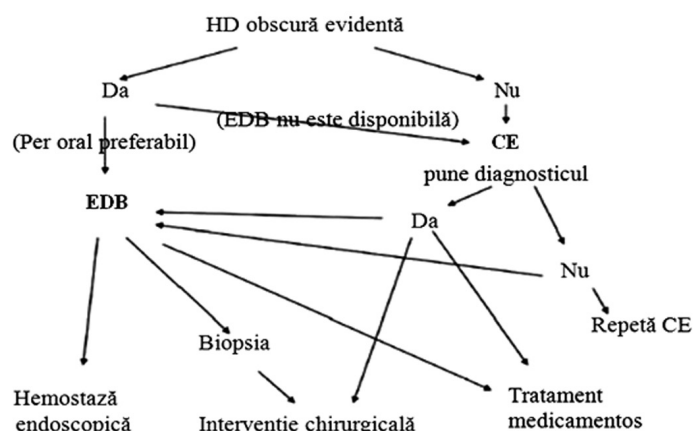 HD obscură evidentă
Da
Nu
(EDB nu este disponibilă)
(Per oral preferabil)
CE
pune diagnosticul
EDB
Da
Nu
Repetă CE
Biopsia
Hemostază
endoscopică
Intervenție chirurgicală
Tratament
medicamentos